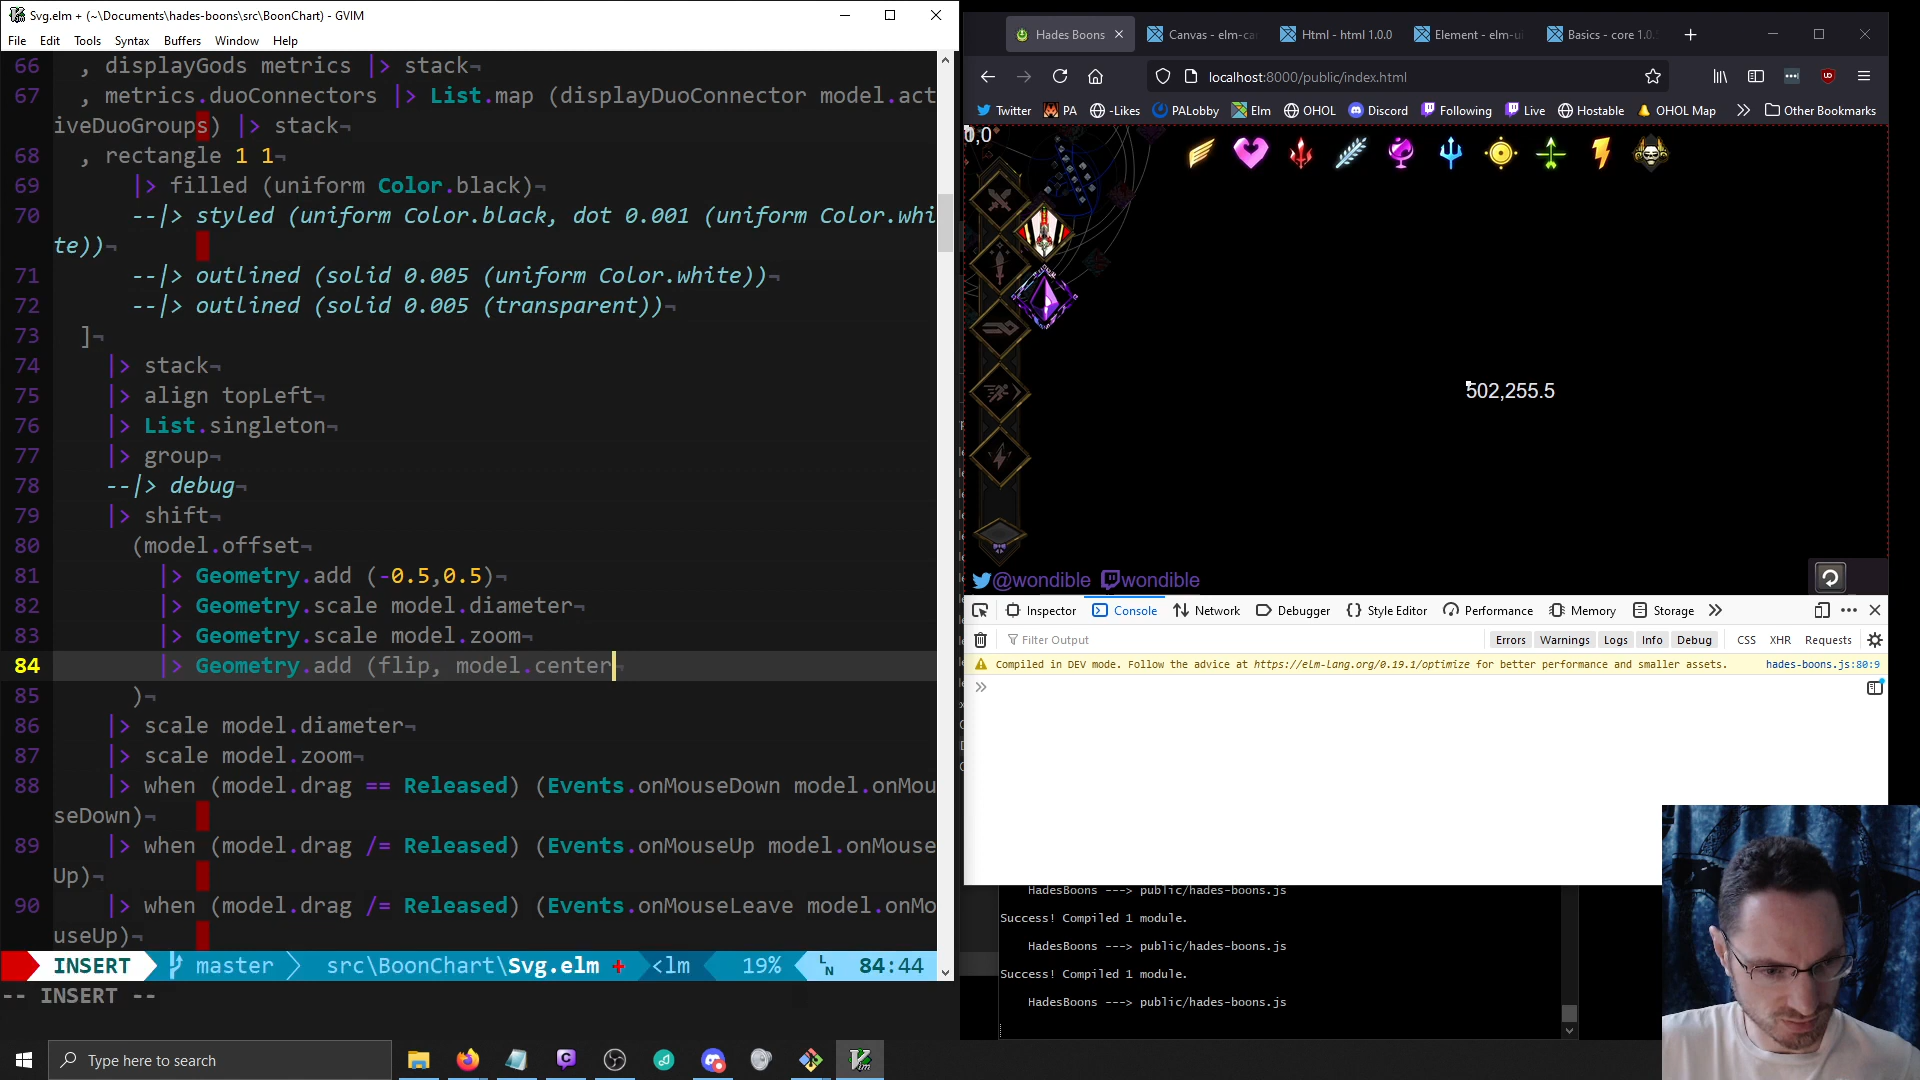 Svg.elm + (~\Documents\hades-boons\src\BoonChart) - GVIM
File Edit Tools Syntax Buffers Window Help
66 , displayGods metrics |> stack¬
67 , metrics.duoConnectors |> List.map (displayDuoConnector model.act
iveDuoGroups) |> stack¬
68 , rectangle 1 1¬
69 |> filled (uniform Color.black)¬
70 --|> styled (uniform Color.black, dot 0.001 (uniform Color.whi
te))¬
71 --|> outlined (solid 0.005 (uniform Color.white))¬
72 --|> outlined (solid 0.005 (transparent))¬
73 ]¬
74 |> stack¬
75 |> align topLeft¬
76 |> List.singleton¬
77 |> group¬
78 --|> debug¬
79 |> shift¬
80 (model.offset¬
81 |> Geometry.add (-0.5,0.5)¬
82 |> Geometry.scale model.diameter¬
83 |> Geometry.scale model.zoom¬
84 |> Geometry.add (flip, model.center¬
85 )¬
86 |> scale model.diameter¬
87 |> scale model.zoom¬
88 |> when (model.drag == Released) (Events.onMouseDown model.onMou
seDown)¬
89 |> when (model.drag /= Released) (Events.onMouseUp model.onMouse
Up)¬
90 |> when (model.drag /= Released) (Events.onMouseLeave model.onMo
useUp)¬
INSERT master src\BoonChart\Svg.elm + <lm 19% LN 84:44
-- INSERT --
Type here to search
Hades Boons
Canvas - elm-ca
Html - html 1.0.0
Element - elm-u
Basics - core 1.0.
localhost:8000/public/index.html
Twitter PA -Likes PALobby Elm OHOL Discord Following Live Hostable OHOL Map Other Bookmarks
0,0
502,255.5
@wondible wondible
Inspector Console Network Debugger Style Editor Performance Memory Storage
Filter Output
Errors Warnings Logs Info Debug CSS XHR Requests
Compiled in DEV mode. Follow the advice at https://elm-lang.org/0.19.1/optimize for better performance and smaller assets. hades-boons.js:80:9
HadesBoons ---> public/hades-boons.js
Success! Compiled 1 module.
HadesBoons ---> public/hades-boons.js
Success! Compiled 1 module.
HadesBoons ---> public/hades-boons.js